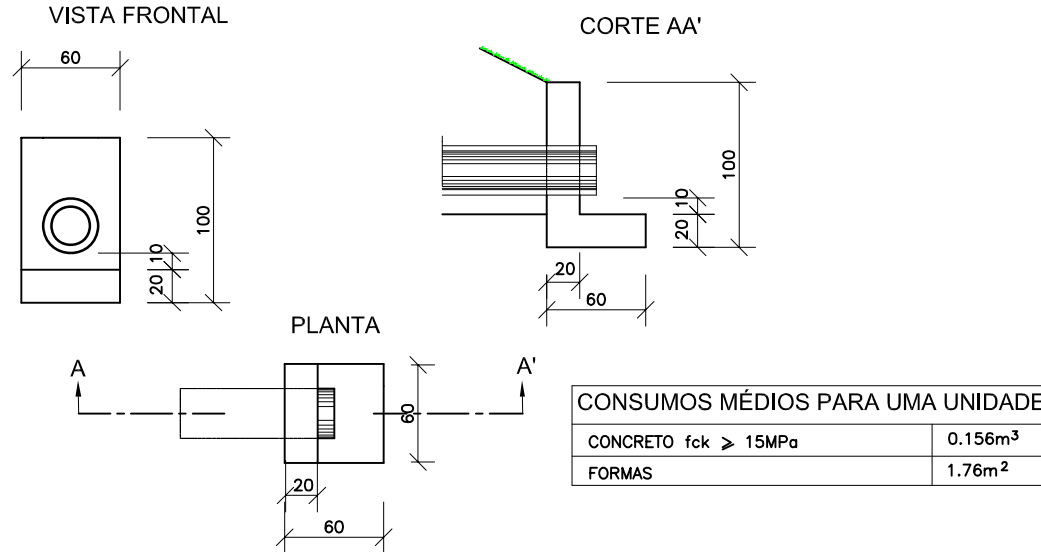 VISTA FRONTAL
60
100
10
20
CORTE AA'
100
10
20
20
60
PLANTA
A
A'
60
20
60
CONSUMOS MÉDIOS PARA UMA UNIDADE
CONCRETO fck ⩾ 15MPa 0.156m³
FORMAS 1.76m²